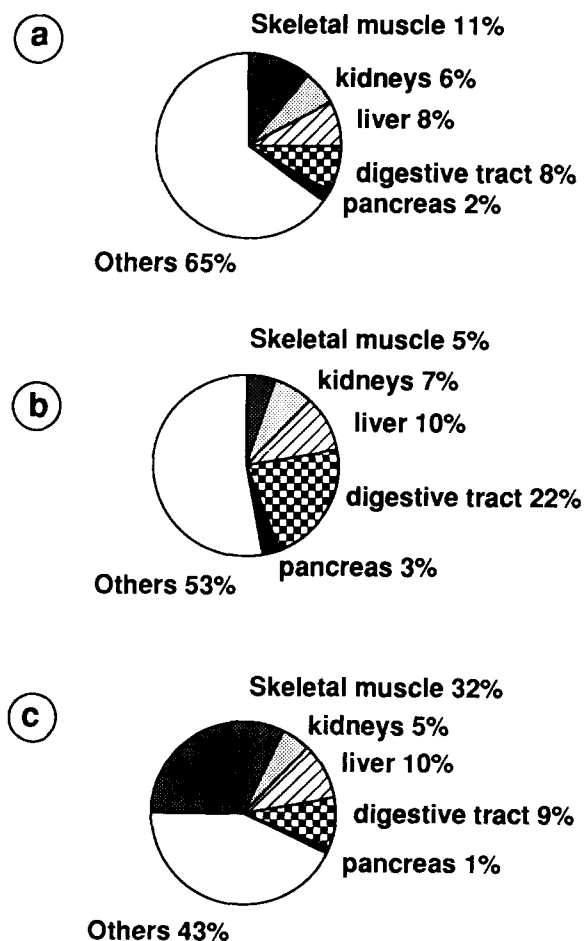 a
Skeletal muscle 11%
kidneys 6%
liver 8%
digestive tract 8%
pancreas 2%
Others 65%
b
Skeletal muscle 5%
kidneys 7%
liver 10%
digestive tract 22%
pancreas 3%
Others 53%
c
Skeletal muscle 32%
kidneys 5%
liver 10%
digestive tract 9%
pancreas 1%
Others 43%